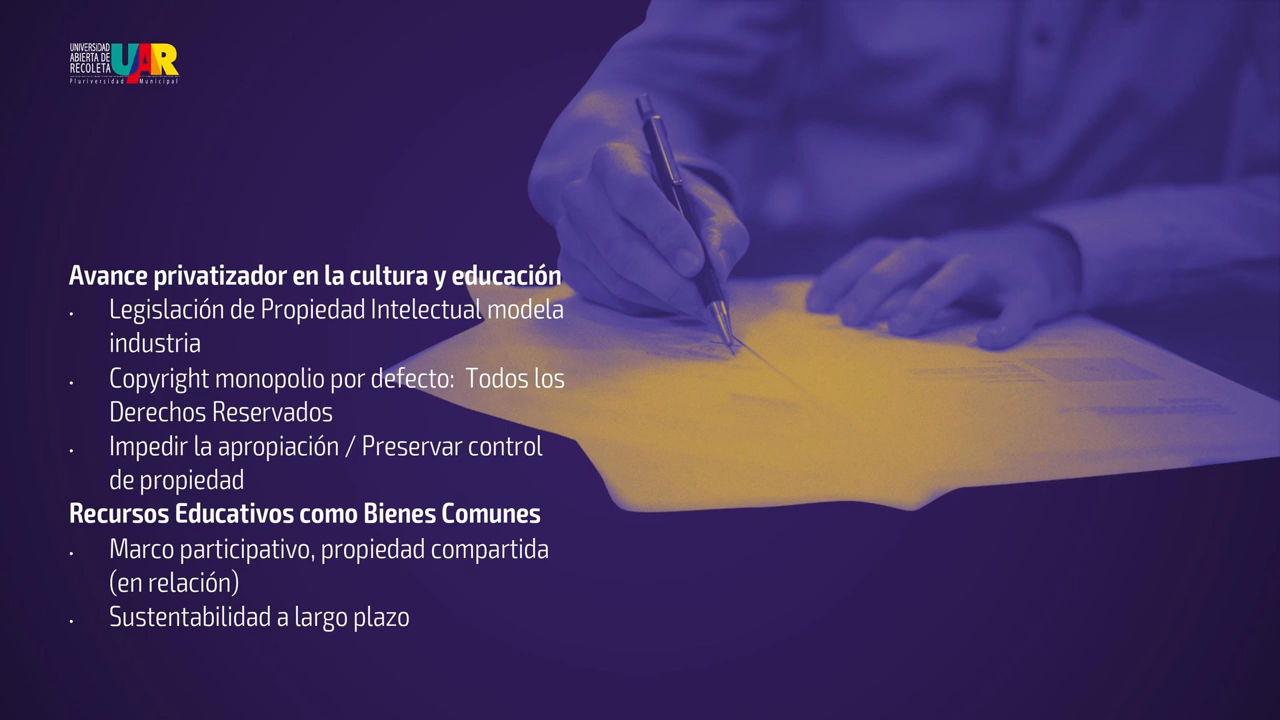 UNIVERSIDAD
ABIERTA DE
RECOLETA
UAR
Pluriversidad Municipal
Avance privatizador en la cultura y educación
· Legislación de Propiedad Intelectual modela
industria
· Copyright monopolio por defecto:  Todos los
Derechos Reservados
· Impedir la apropiación / Preservar control
de propiedad
Recursos Educativos como Bienes Comunes
· Marco participativo, propiedad compartida
(en relación)
· Sustentabilidad a largo plazo